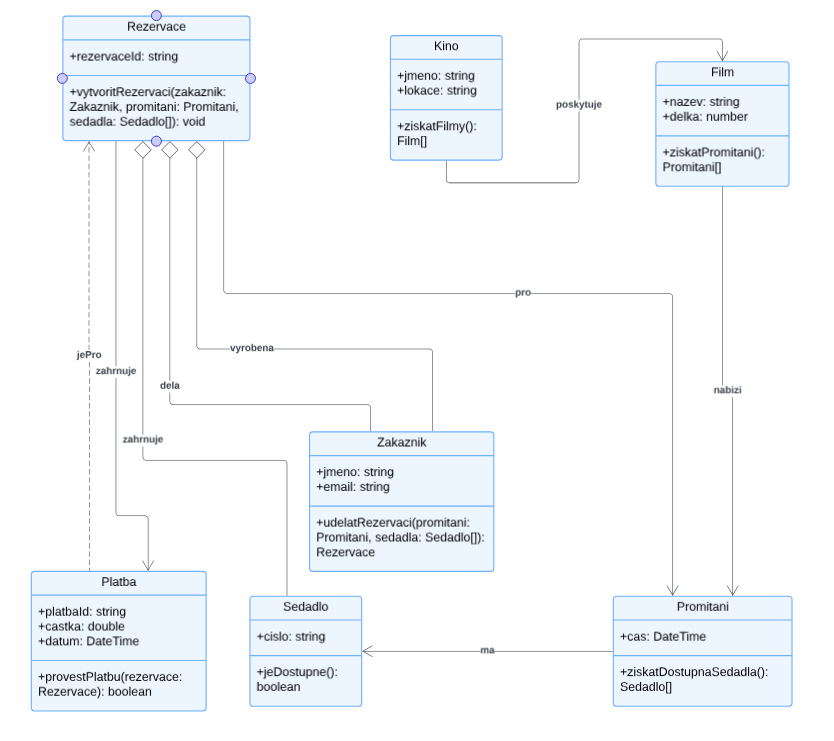 Rezervace
+rezervaceId: string
+vytvoritRezervaci(zakaznik:
Zakaznik, promitani: Promitani,
sedadla: Sedadlo[]): void
Kino
+jmeno: string
+lokace: string
+ziskatFilmy():
Film[]
poskytuje
Film
+nazev: string
+delka: number
+ziskatPromitani():
Promitani[]
pro
vyrobena
jePro
zahrnuje
dela
nabizi
zahrnuje
Zakaznik
+jmeno: string
+email: string
+udelatRezervaci(promitani:
Promitani, sedadla: Sedadlo[]):
Rezervace
Platba
+platbaId: string
+castka: double
+datum: DateTime
+provestPlatbu(rezervace:
Rezervace): boolean
Sedadlo
+cislo: string
+jeDostupne():
boolean
ma
Promitani
+cas: DateTime
+ziskatDostupnaSedadla():
Sedadlo[]